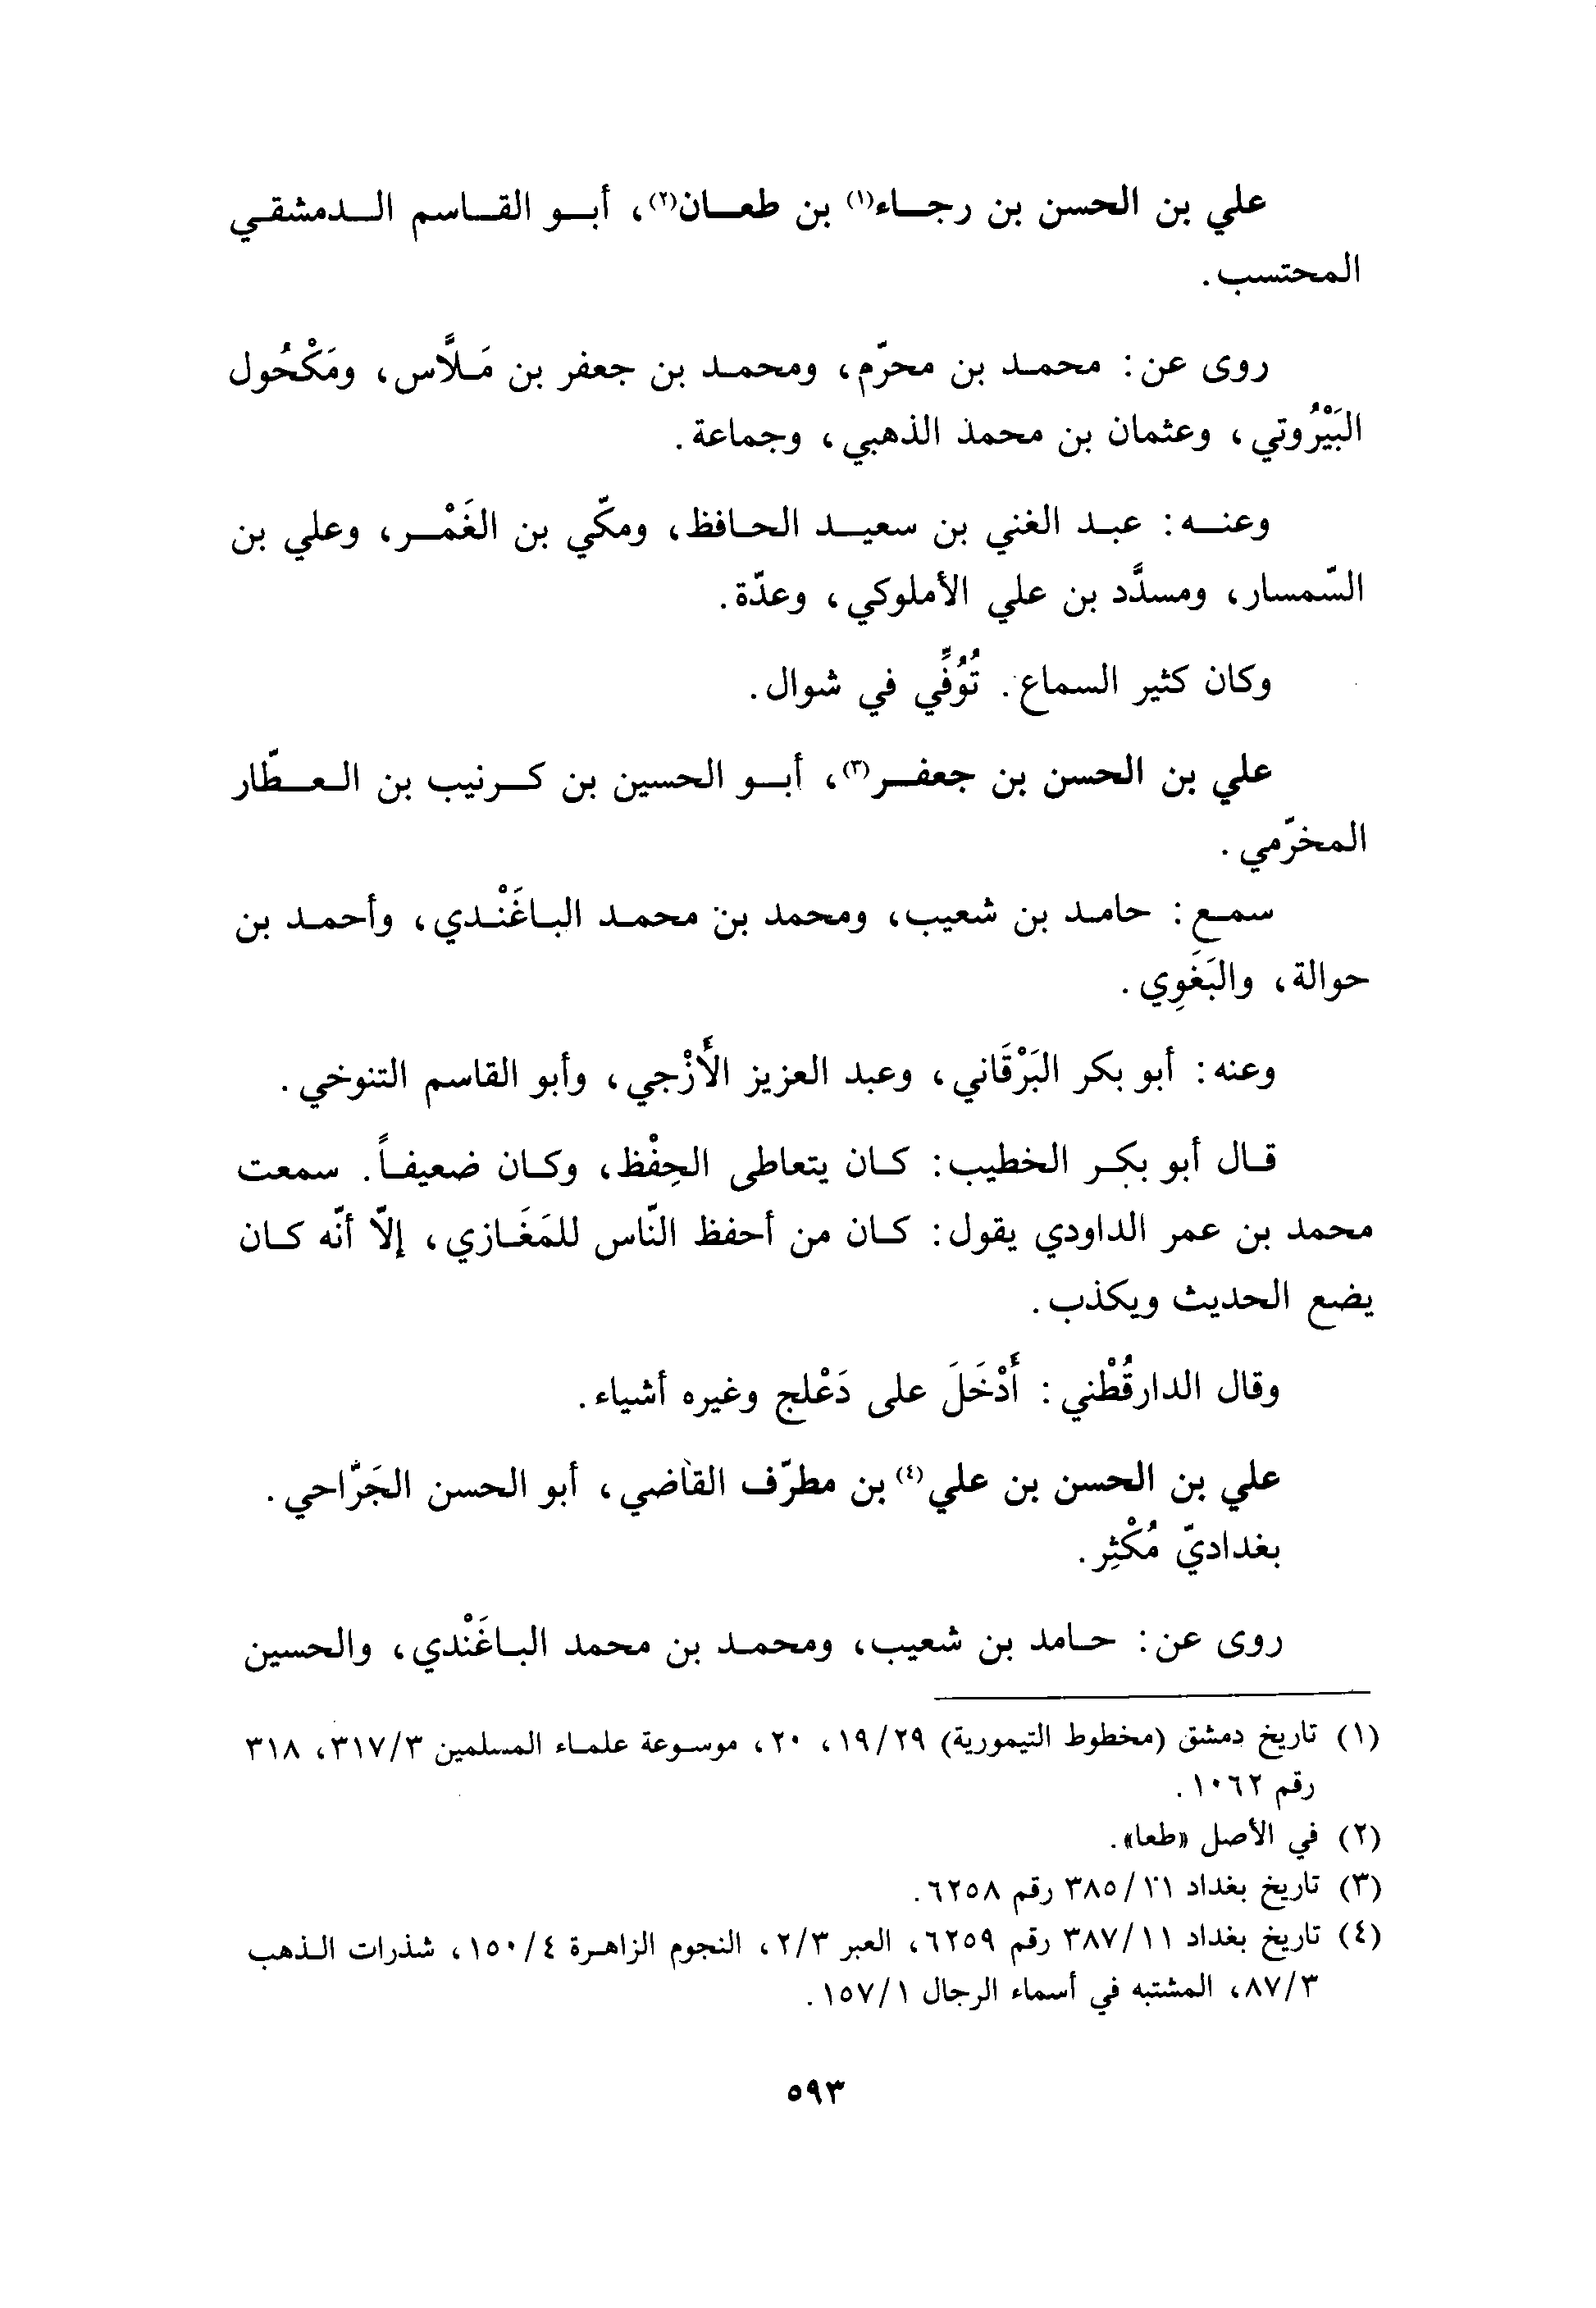 علي بن الحسن بن رجاء(١) بن طعان(٢)، أبو القاسم الدمشقي
المحتسب.
روى عن: محمد بن محرّم، ومحمد بن جعفر بن مَلَّاس، ومَكْحُول
البَيْرُوتي، وعثمان بن محمذ الذهبي، وجماعة.
وعنه: عبد الغني بن سعيد الحافظ، ومكّي بن الغَمْر، وعلي بن
السّمسار، ومسدَّد بن علي الأملوكي، وعدّة.
وكان كثير السماع. تُوُفِّي في شوال.
علي بن الحسن بن جعفر(٣)، أبو الحسين بن كرنيب بن العطّار
المخرّمي.
سمع: حامد بن شعيب، ومحمد بن محمد الباغَنْدي، وأحمد بن
حوالة، والبَغَوِي.
وعنه: أبو بكر البَرْقَاني، وعبد العزيز الأَزْجي، وأبو القاسم التنوخي.
قال أبو بكر الخطيب: كان يتعاطى الحِفْظ، وكان ضعيفاً. سمعت
محمد بن عمر الداودي يقول: كان من أحفظ النّاس للمَغَازي، إلّا أنّه كان
يضع الحديث ويكذب.
وقال الدارقُطْني: أَدْخَلَ على دَعْلج وغيره أشياء.
علي بن الحسن بن علي(٤) بن مطرّف القاضي، أبو الحسن الجَرّاحي.
بغداديّ مُكْثِر.
روى عن: حامد بن شعيب، ومحمد بن محمد الباغَنْدي، والحسين
(١) تاريخ دمشق (مخطوط التيمورية) ١٩/٢٩، ٢٠، موسوعة علماء المسلمين ٣١٧/٣، ٣١٨
رقم ١٠٦٢.
(٢) في الأصل «طعا».
(٣) تاريخ بغداد ٣٨٥/١١ رقم ٦٢٥٨.
(٤) تاريخ بغداد ٣٨٧/١١ رقم ٦٢٥٩، العبر ٢/٣، النجوم الزاهرة ١٥٠/٤، شذرات الذهب
٨٧/٣، المشتبه في أسماء الرجال ١٥٧/١.
٥٩٣